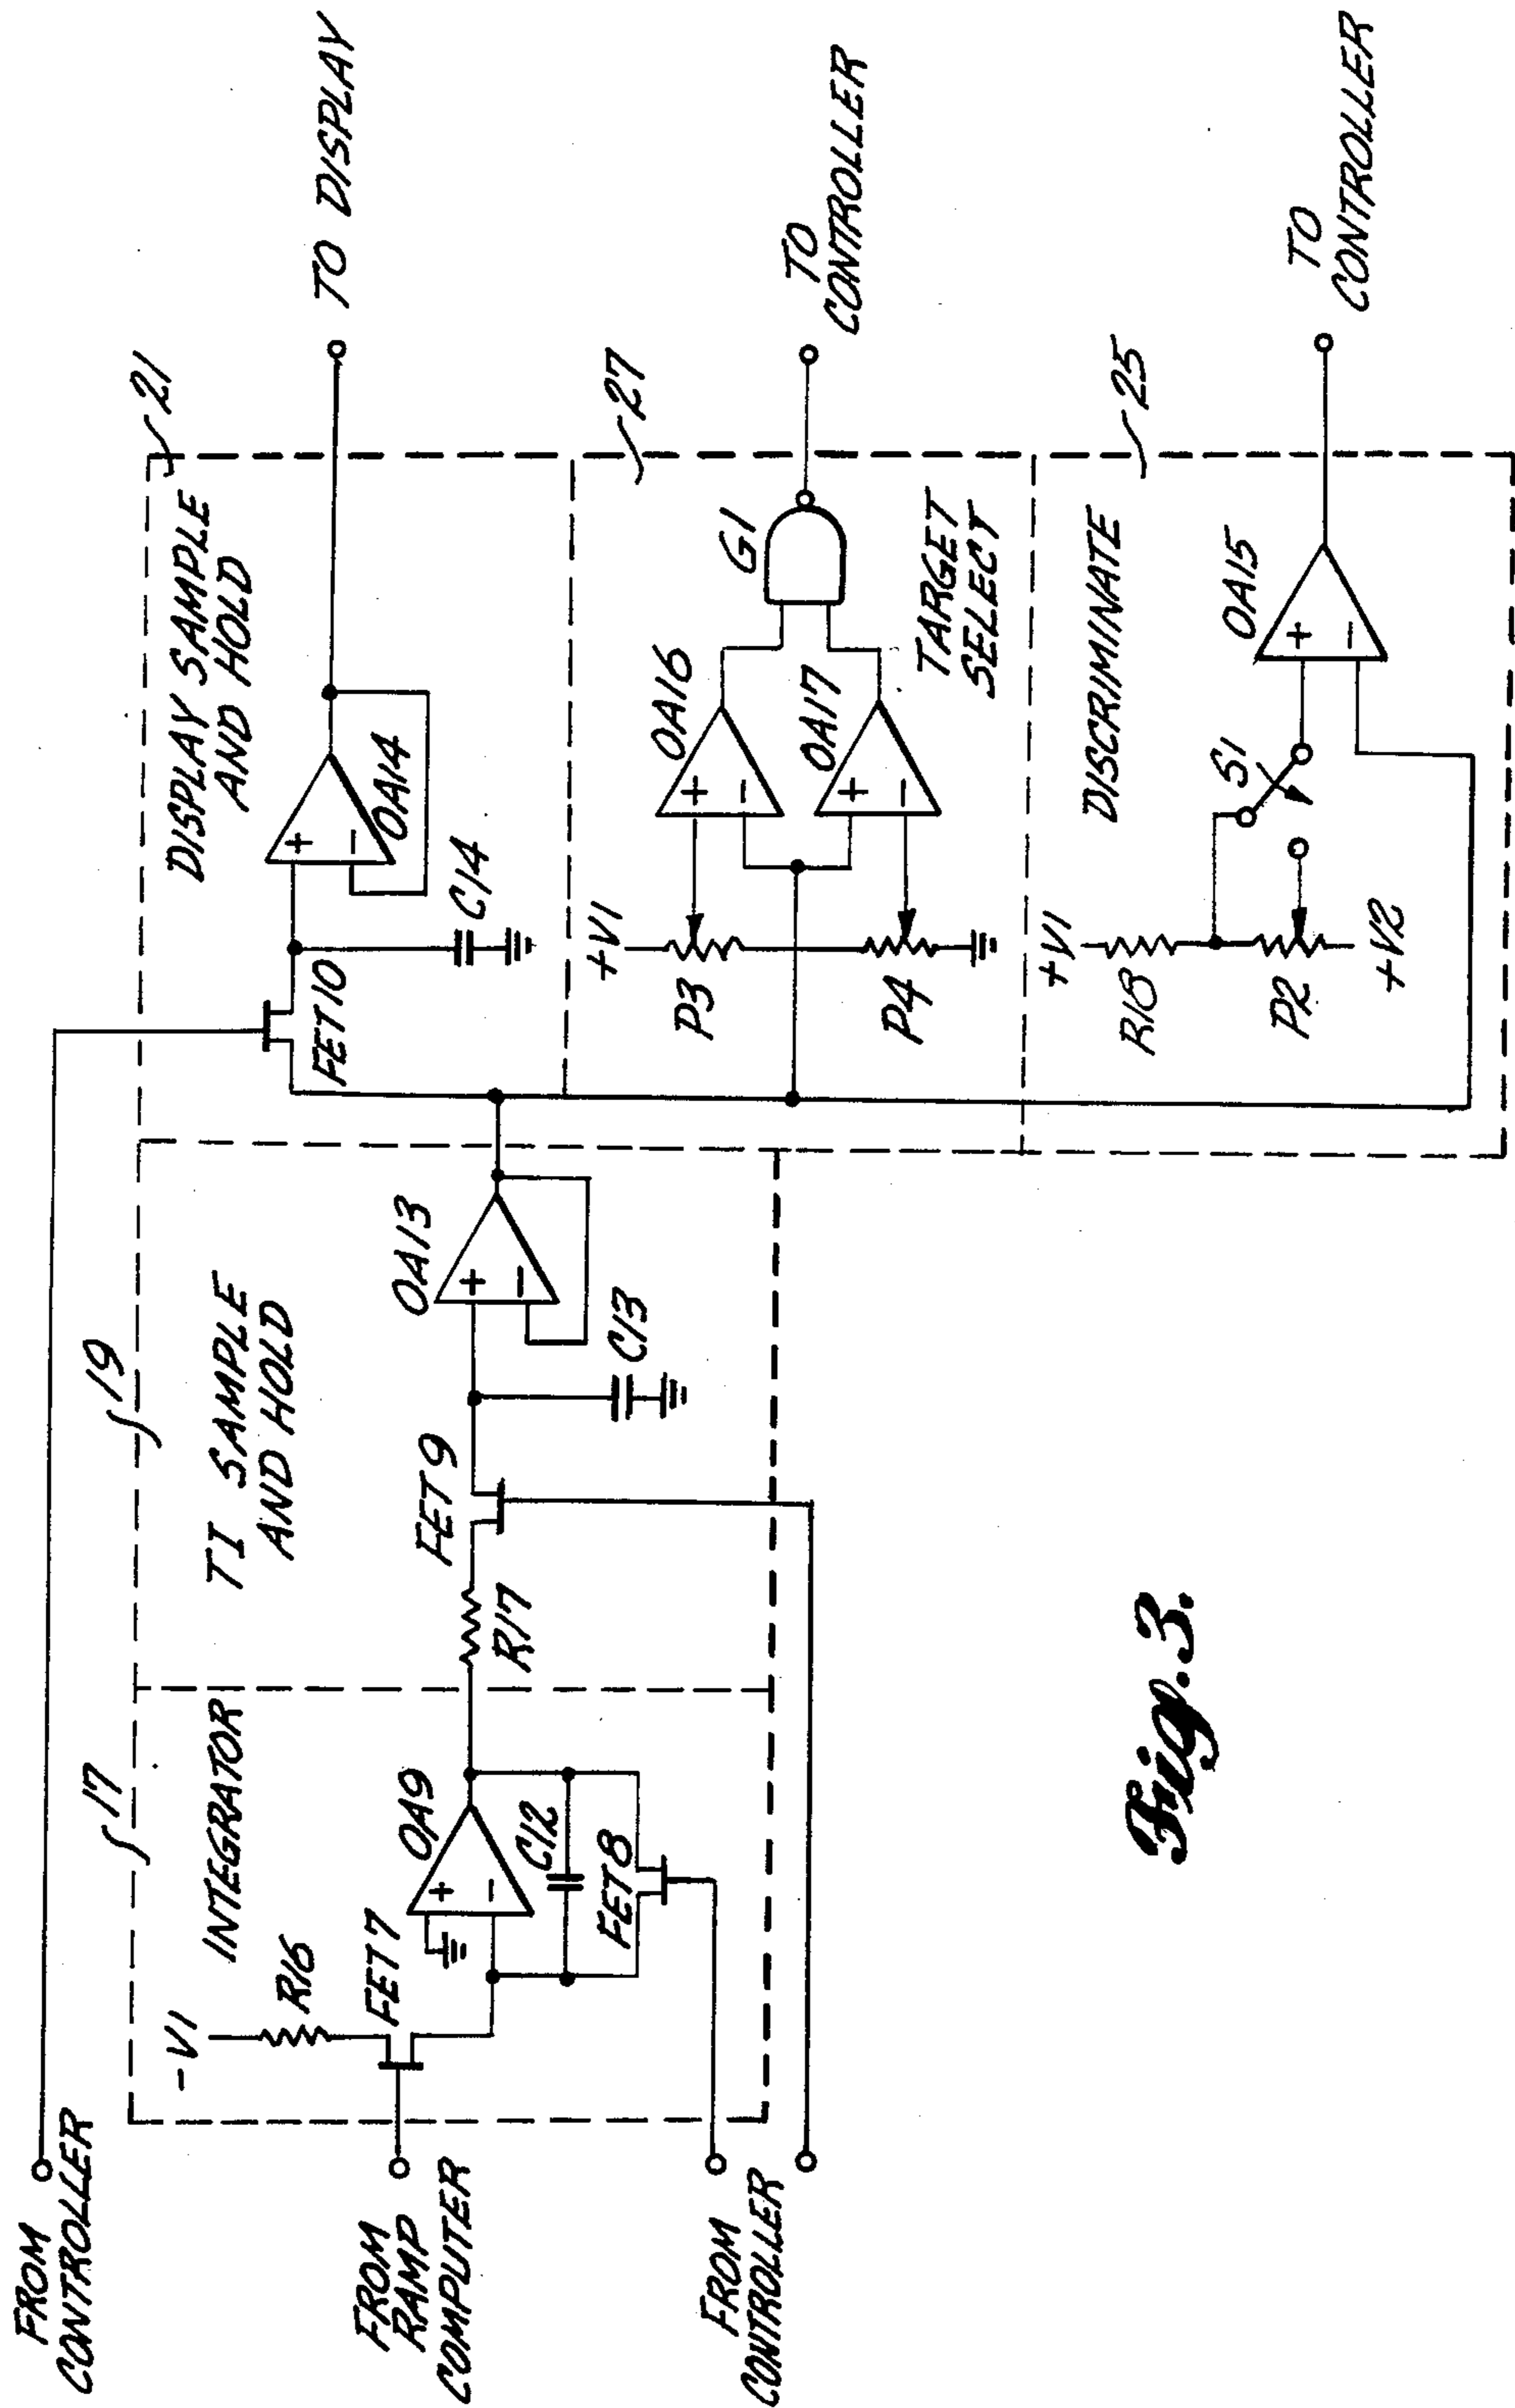 FROM
CONTROLLER
FROM
RAMP
COMPUTER
FROM
CONTROLLER
17
INTEGRATOR
-V1
R16
FET7
OA9
+
-
C12
FET8
19
TI SAMPLE
AND HOLD
R17
FET9
OA13
+
-
C13
21
DISPLAY SAMPLE
AND HOLD
FET10
OA14
+
-
C14
TO DISPLAY
27
+V1
P3
P4
OA16
+
-
OA17
+
-
G1
TARGET
SELECT
TO
CONTROLLER
25
DISCRIMINATE
+V1
R18
P2
+V2
S1
OA15
+
-
TO
CONTROLLER
Fig. 3.